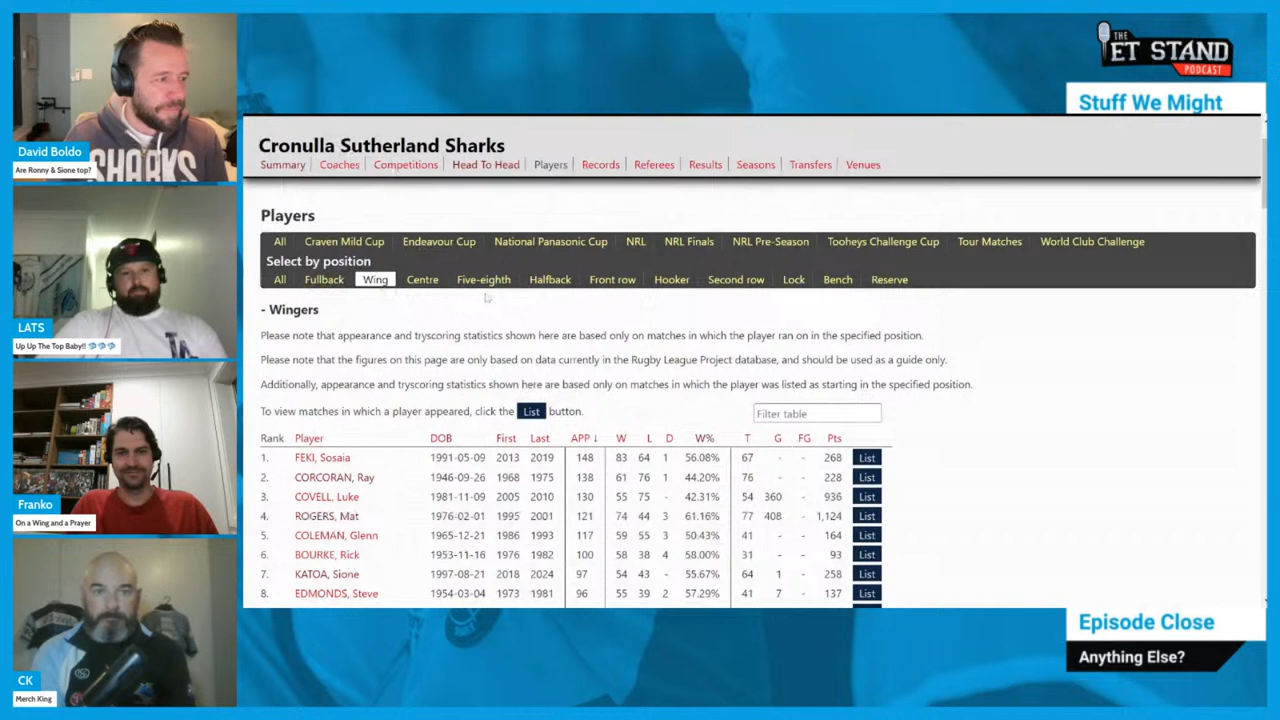 THE
ET STAND
PODCAST
Stuff We Might
SHARKS
David Boldo
Are Ronny & Sione top?
LATS
Up Up The Top Baby!!
Franko
On a Wing and a Prayer
CK
Merch King
Cronulla Sutherland Sharks
Summary Coaches Competitions Head To Head Players Records Referees Results Seasons Transfers Venues
Players
All Craven Mild Cup Endeavour Cup National Panasonic Cup NRL NRL Finals NRL Pre-Season Tooheys Challenge Cup Tour Matches World Club Challenge
Select by position
All Fullback Wing Centre Five-eighth Halfback Front row Hooker Second row Lock Bench Reserve
- Wingers
Please note that appearance and tryscoring statistics shown here are based only on matches in which the player ran on in the specified position.
Please note that the figures on this page are only based on data currently in the Rugby League Project database, and should be used as a guide only.
Additionally, appearance and tryscoring statistics shown here are based only on matches in which the player was listed as starting in the specified position.
To view matches in which a player appeared, click the List button.
Filter table
Rank Player DOB First Last APP ↓ W L D W% T G FG Pts
1. FEKI, Sosaia 1991-05-09 2013 2019 148 83 64 1 56.08% 67 - - 268 List
2. CORCORAN, Ray 1946-09-26 1968 1975 138 61 76 1 44.20% 76 - - 228 List
3. COVELL, Luke 1981-11-09 2005 2010 130 55 75 - 42.31% 54 360 - 936 List
4. ROGERS, Mat 1976-02-01 1995 2001 121 74 44 3 61.16% 77 408 - 1,124 List
5. COLEMAN, Glenn 1965-12-21 1986 1993 117 59 55 3 50.43% 41 - - 164 List
6. BOURKE, Rick 1953-11-16 1976 1982 100 58 38 4 58.00% 31 - - 93 List
7. KATOA, Sione 1997-08-21 2018 2024 97 54 43 - 55.67% 64 1 - 258 List
8. EDMONDS, Steve 1954-03-04 1973 1981 96 55 39 2 57.29% 41 7 - 137 List
Episode Close
Anything Else?